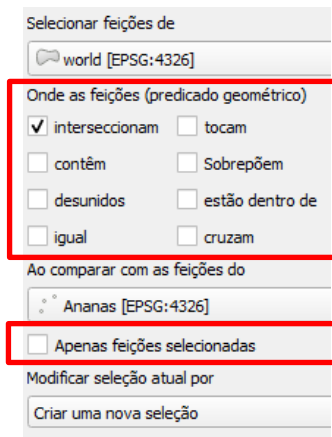 Selecionar feições de
world [EPSG:4326]
Onde as feições (predicado geométrico)
interseccionam tocam
contêm Sobrepõem
desunidos estão dentro de
igual cruzam
Ao comparar com as feições do
Ananas [EPSG:4326]
Apenas feições selecionadas
Modificar seleção atual por
Criar uma nova seleção